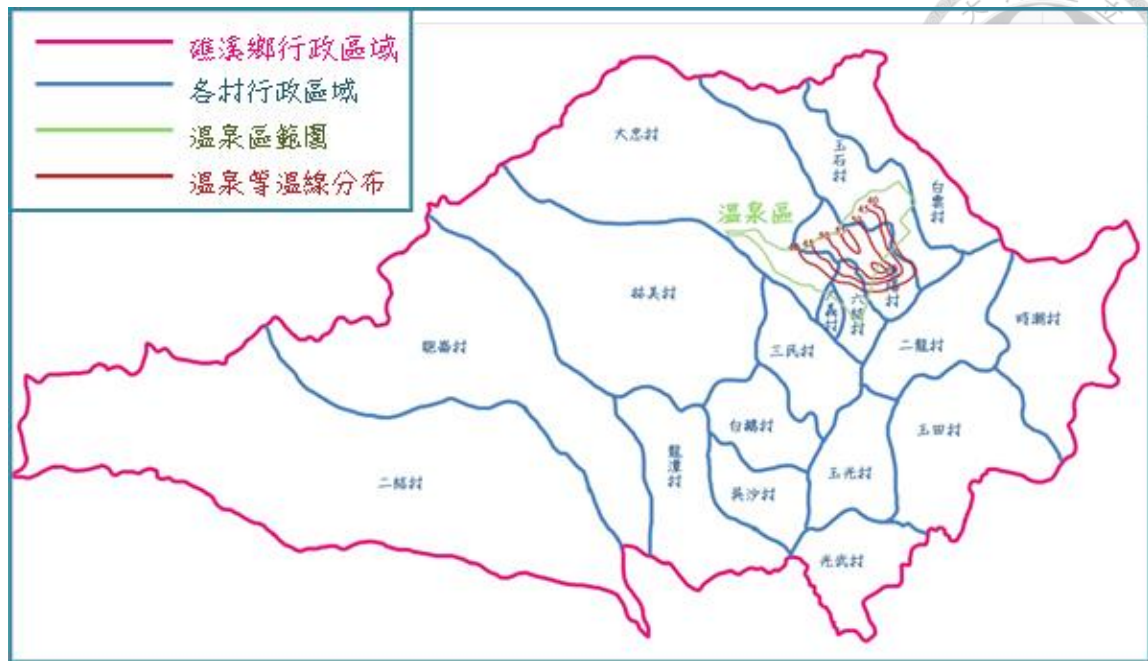 礁溪鄉行政區域
各村行政區域
溫泉區範圍
溫泉等溫線分布
大忠村
玉石村
白雲村
溫泉區
40
45
50
55
匏崙村
林美村
大義村
六結村
時潮村
三民村
二龍村
白鵝村
玉田村
龍潭村
二結村
吳沙村
玉光村
光武村